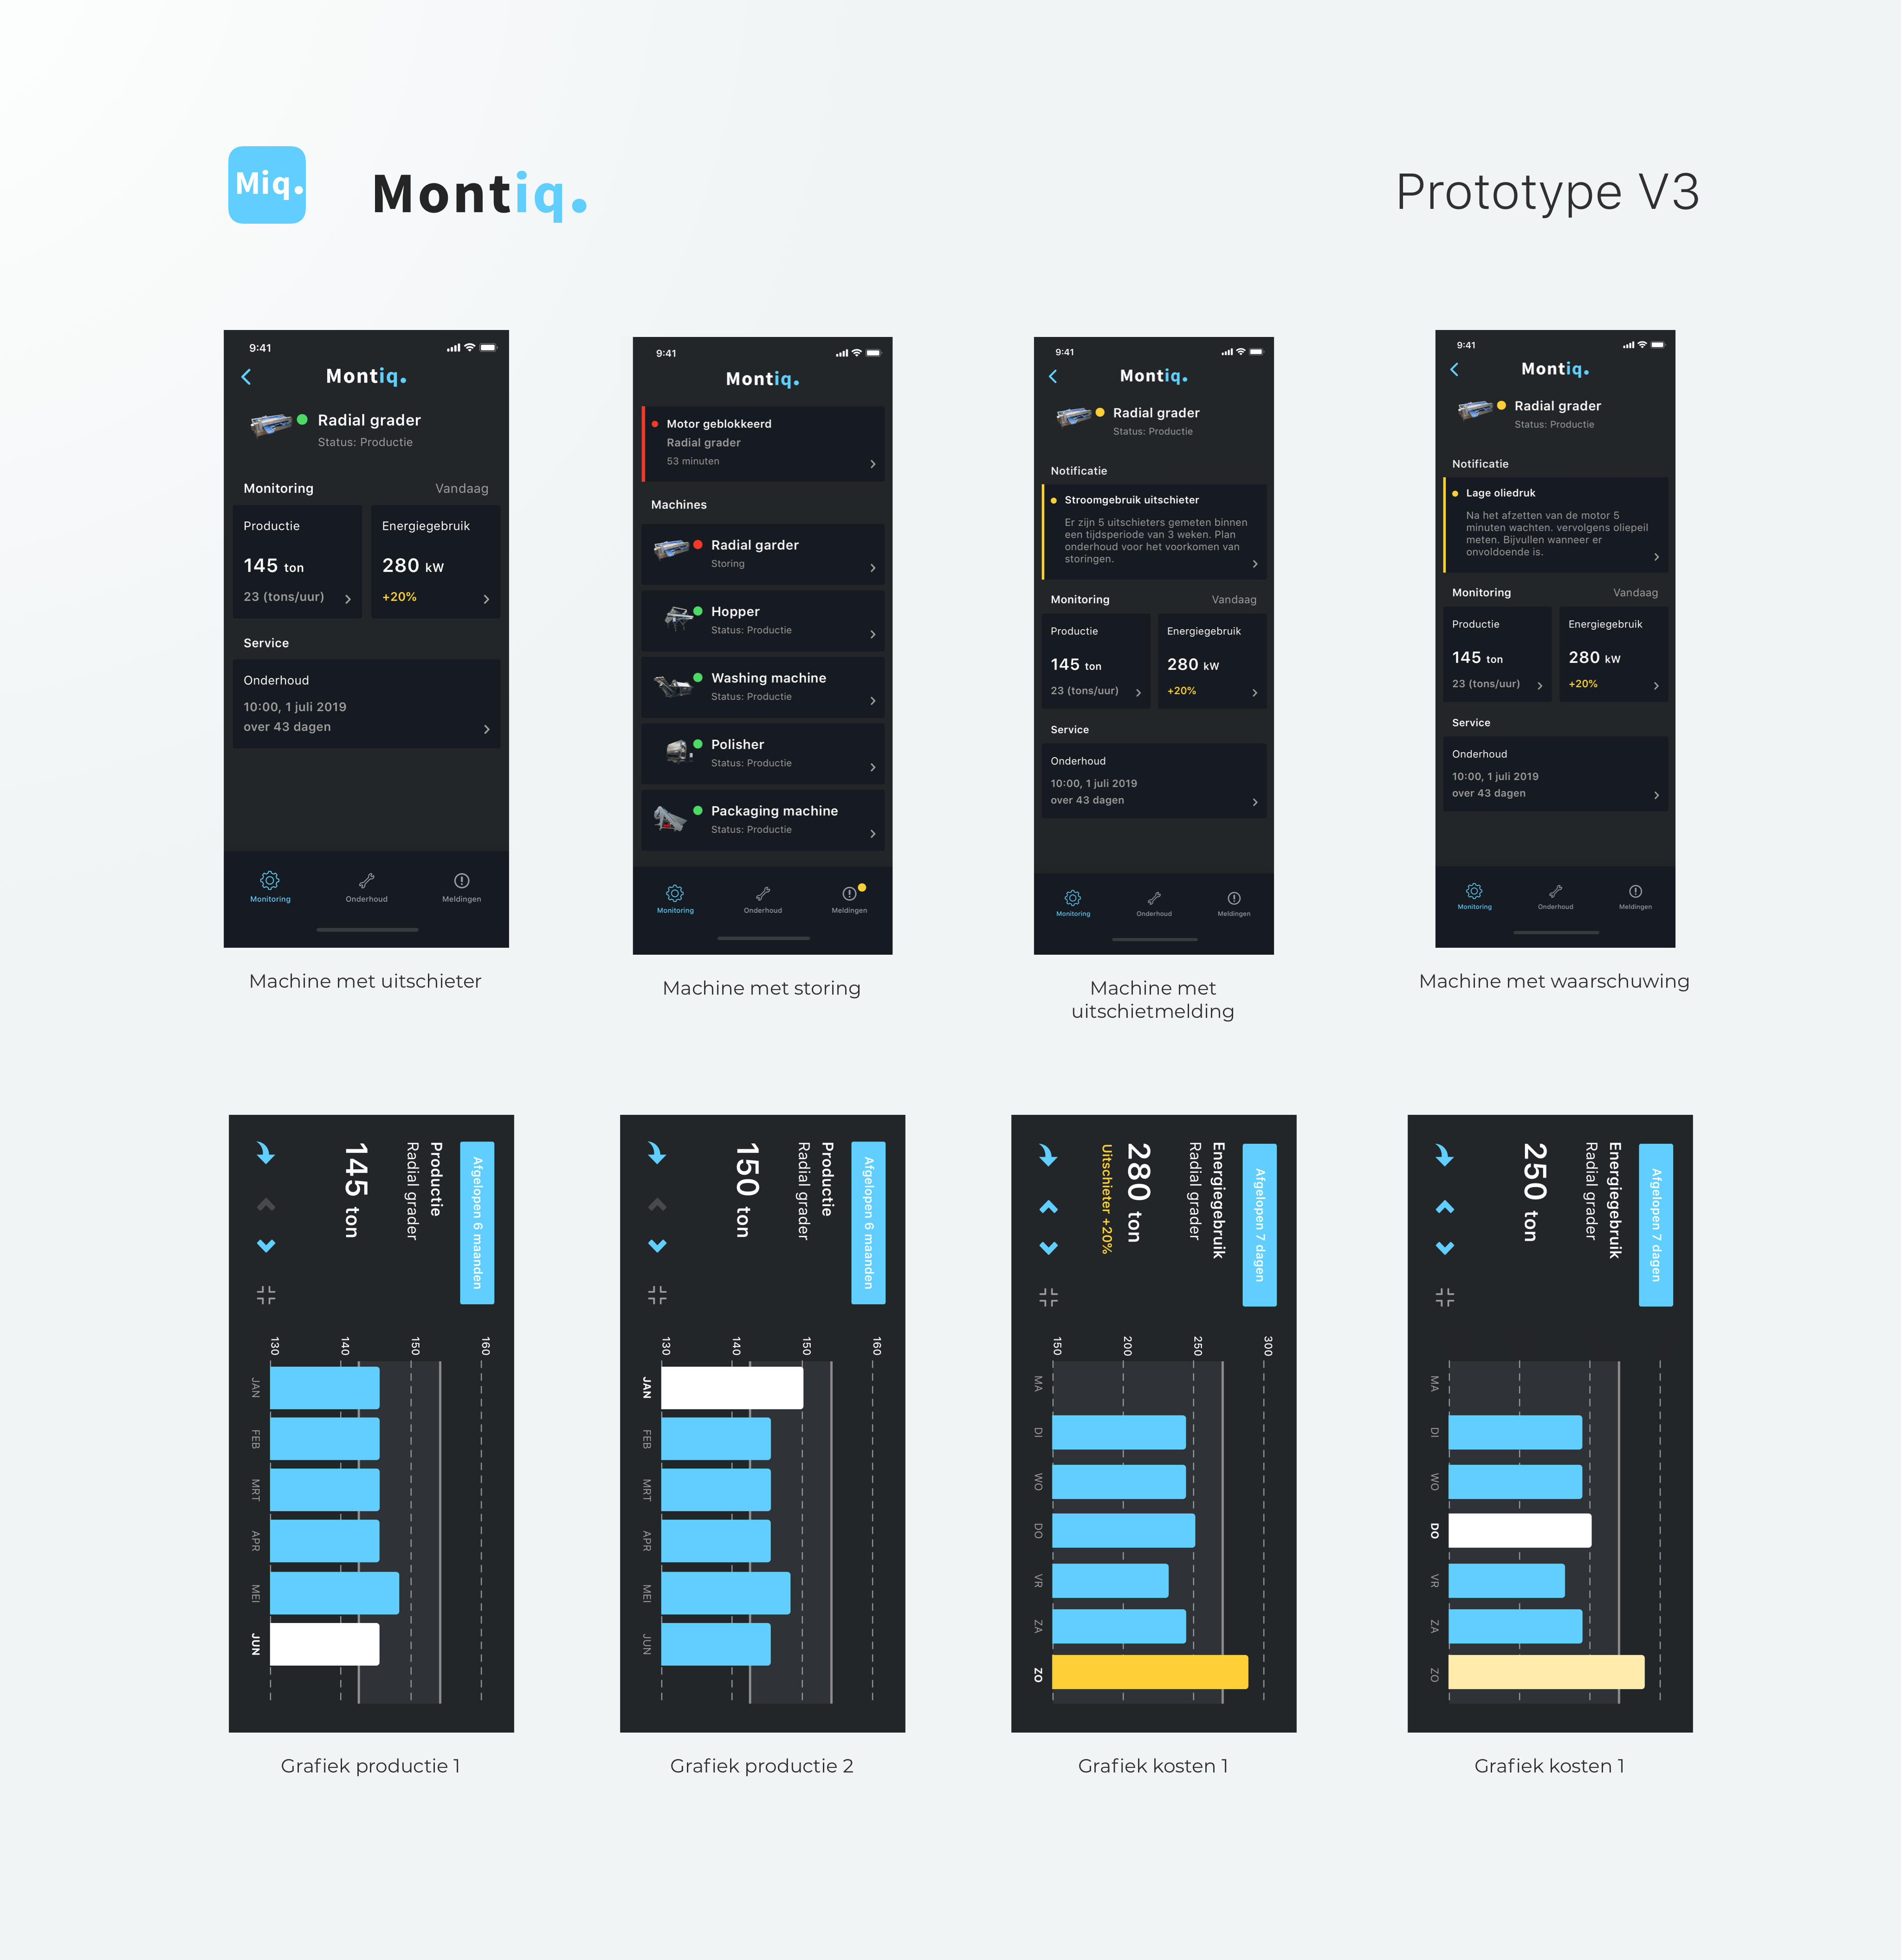 Miq.
Montiq.
Prototype V3
9:41
Montiq.
Radial grader
Status: Productie
Monitoring
Vandaag
Productie
145 ton
23 (tons/uur)
Energiegebruik
280 kW
+20%
Service
Onderhoud
10:00, 1 juli 2019
over 43 dagen
Monitoring
Onderhoud
Meldingen
Machine met uitschieter
9:41
Montiq.
Motor geblokkeerd
Radial grader
53 minuten
Machines
Radial garder
Storing
Hopper
Status: Productie
Washing machine
Status: Productie
Polisher
Status: Productie
Packaging machine
Status: Productie
Monitoring
Onderhoud
Meldingen
Machine met storing
9:41
Montiq.
Radial grader
Status: Productie
Notificatie
Stroomgebruik uitschieter
Er zijn 5 uitschieters gemeten binnen
een tijdsperiode van 3 weken. Plan
onderhoud voor het voorkomen van
storingen.
Monitoring
Vandaag
Productie
145 ton
23 (tons/uur)
Energiegebruik
280 kW
+20%
Service
Onderhoud
10:00, 1 juli 2019
over 43 dagen
Monitoring
Onderhoud
Meldingen
Machine met
uitschietmelding
9:41
Montiq.
Radial grader
Status: Productie
Notificatie
Lage oliedruk
Na het afzetten van de motor 5
minuten wachten. vervolgens oliepeil
meten. Bijvullen wanneer er
onvoldoende is.
Monitoring
Vandaag
Productie
145 ton
23 (tons/uur)
Energiegebruik
280 kW
+20%
Service
Onderhoud
10:00, 1 juli 2019
over 43 dagen
Monitoring
Onderhoud
Meldingen
Machine met waarschuwing
Afgelopen 6 maanden
Productie
Radial grader
145 ton
160
150
140
130
JAN
FEB
MRT
APR
MEI
JUN
Grafiek productie 1
Afgelopen 6 maanden
Productie
Radial grader
150 ton
160
150
140
130
JAN
FEB
MRT
APR
MEI
JUN
Grafiek productie 2
Afgelopen 7 dagen
Energiegebruik
Radial grader
280 ton
Uitschieter +20%
300
250
200
150
MA
DI
WO
DO
VR
ZA
ZO
Grafiek kosten 1
Afgelopen 7 dagen
Energiegebruik
Radial grader
250 ton
MA
DI
WO
DO
VR
ZA
ZO
Grafiek kosten 1